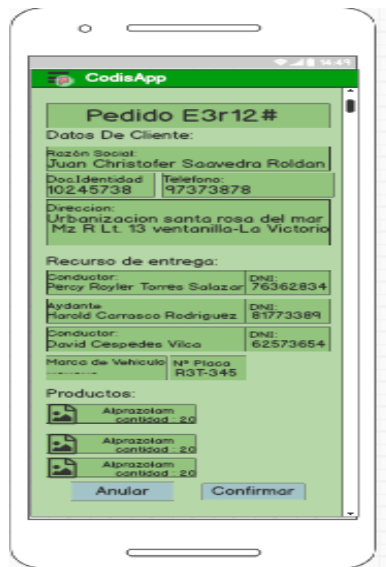 14:49
CodisApp
Pedido E3r12#
Datos De Cliente:
Razón Social:
Juan Christofer Saavedra Roldan
Doc.Identidad Telefono:
10245738 97373878
Direccion:
Urbanizacion santa rosa del mar
Mz R Lt. 13 ventanilla-La Victoria
Recurso de entrega:
Conductor: DNI:
Percy Royler Torres Salazar 76362834
Aydante DNI:
Harold Carrasco Rodriguez 81773389
Conductor: DNI:
David Cespedes Vilca 62573654
Marca de Vehiculo Nº Placa
R3T-345
Productos:
Alprazolam
cantidad : 20
Alprazolam
cantidad : 20
Alprazolam
cantidad : 20
Anular Confirmar